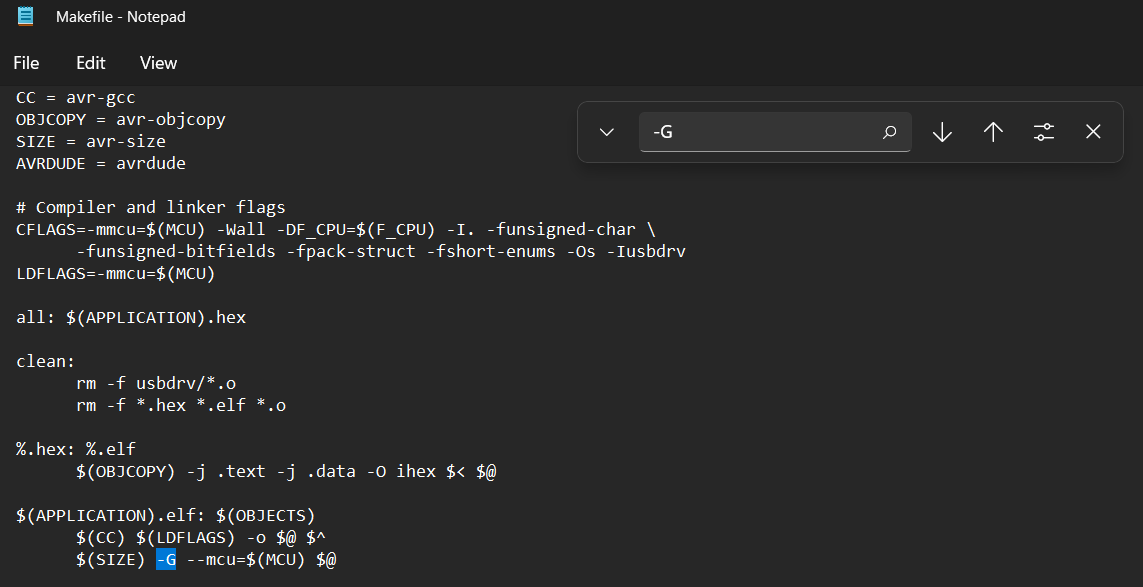 Makefile - Notepad
File Edit View
-G
CC = avr-gcc
OBJCOPY = avr-objcopy
SIZE = avr-size
AVRDUDE = avrdude
# Compiler and linker flags
CFLAGS=-mmcu=$(MCU) -Wall -DF_CPU=$(F_CPU) -I. -funsigned-char \
-funsigned-bitfields -fpack-struct -fshort-enums -Os -Iusbdrv
LDFLAGS=-mmcu=$(MCU)
all: $(APPLICATION).hex
clean:
rm -f usbdrv/*.o
rm -f *.hex *.elf *.o
%.hex: %.elf
$(OBJCOPY) -j .text -j .data -O ihex $< $@
$(APPLICATION).elf: $(OBJECTS)
$(CC) $(LDFLAGS) -o $@ $^
$(SIZE) -G --mcu=$(MCU) $@